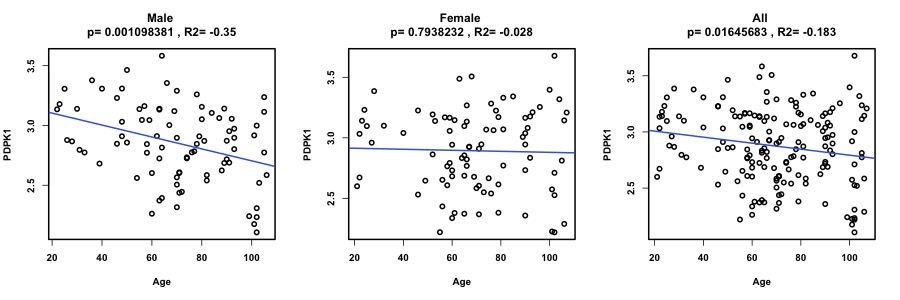 Male
p= 0.001098381 , R2= -0.35
3.5
3.0
2.5
PDPK1
20 40 60 80 100
Age
Female
p= 0.7938232 , R2= -0.028
3.5
3.0
2.5
PDPK1
20 40 60 80 100
Age
All
p= 0.01645683 , R2= -0.183
3.5
3.0
2.5
PDPK1
20 40 60 80 100
Age